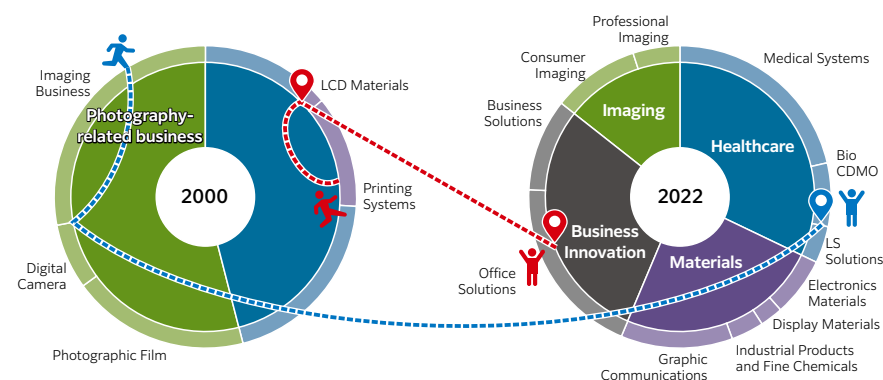 Imaging
Business
Photography-
related business
2000
LCD Materials
Printing
Systems
Digital
Camera
Photographic Film
Professional
Imaging
Consumer
Imaging
Business
Solutions
Office
Solutions
Imaging
Healthcare
2022
Business
Innovation
Materials
Medical Systems
Bio
CDMO
LS
Solutions
Electronics
Materials
Display Materials
Industrial Products
and Fine Chemicals
Graphic
Communications